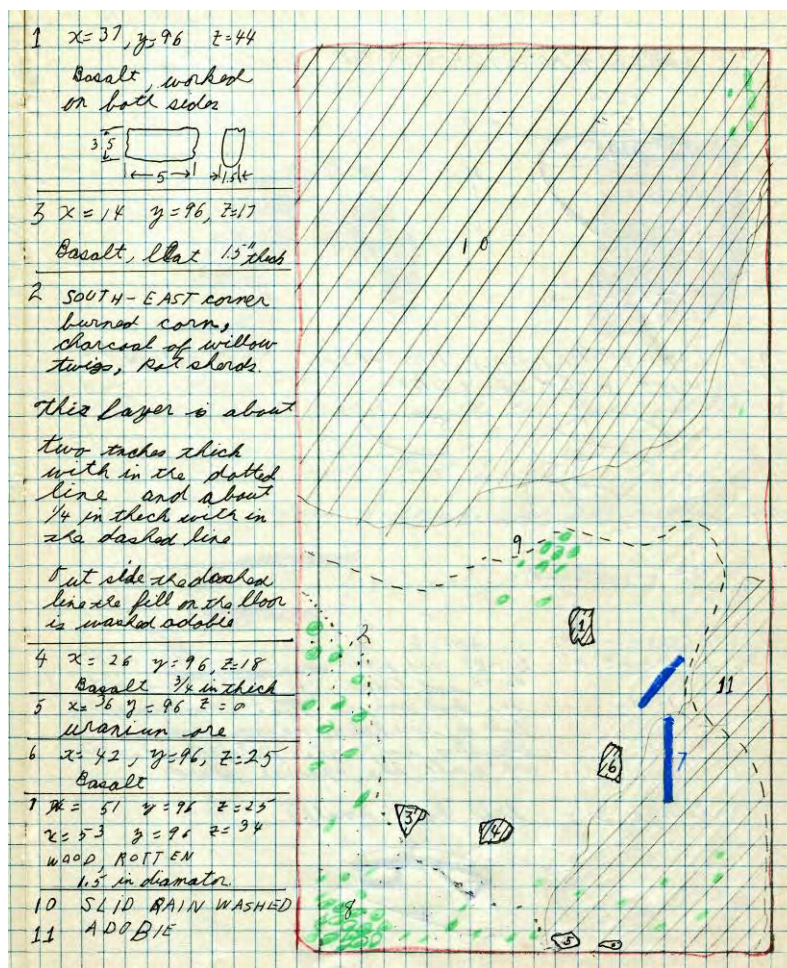 1 x=37, y=96 z=44
Basalt, worked
on both sides
3.5
5
1.5
3 x=14 y=96, z=17
Basalt, flat 1.5" thick
2 SOUTH-EAST corner
burned corn,
charcoal of willow
twigs, pot sherds.
This layer is about
two inches thick
with in the dotted
line and about
1/4 in thech with in
the dashed line
Out side the dashed
line the fill on the floor
is washed adobie
4 x=26 y=96, z=18
Basalt 3/4 in thick
5 x=36 y=96 z=0
uranium ore
6 x=42, y=96, z=25
Basalt
7 x= 51 y=96 z=25
x=53 y=96 z=34
WOOD, ROTTEN
1.5 in diamator
10 SLID RAIN WASHED
11 ADOBIE
10
9
1
2
11
6
7
3
4
8
5